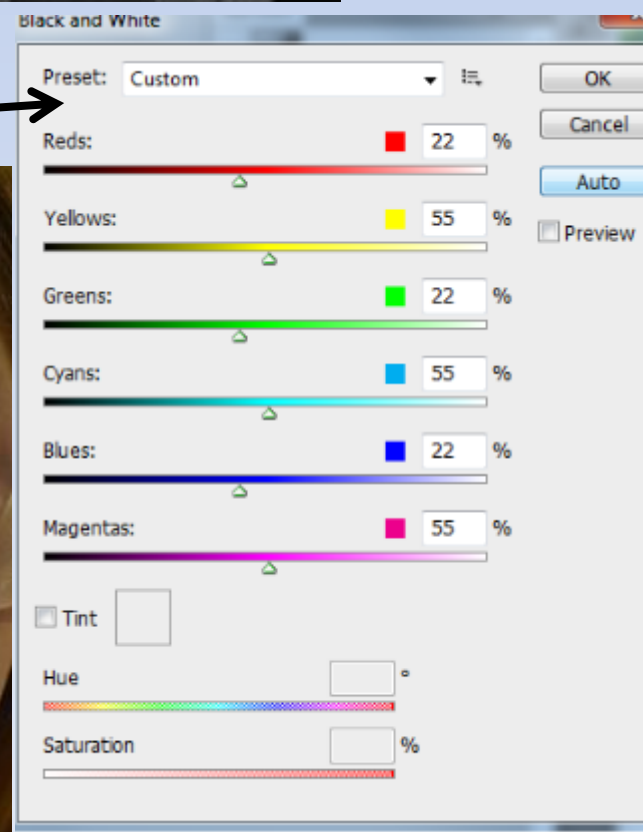 Black and White
Preset: Custom OK
Cancel
Reds: 22 %
Auto
Yellows: 55 %
Preview
Greens: 22 %
Cyans: 55 %
Blues: 22 %
Magentas: 55 %
Tint
Hue °
Saturation %